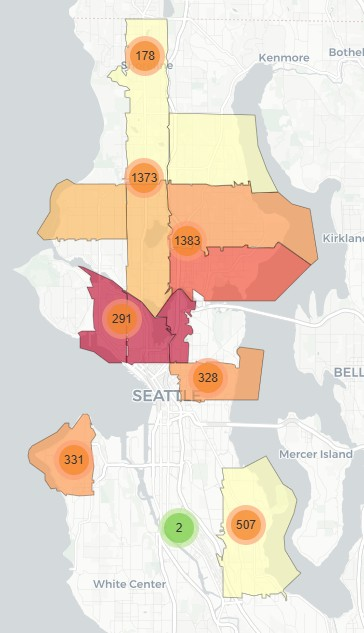 178
Kenmore
Bothel
1373
1383
Kirkland
291
328
BELL
SEATTLE
331
Mercer Island
507
2
White Center